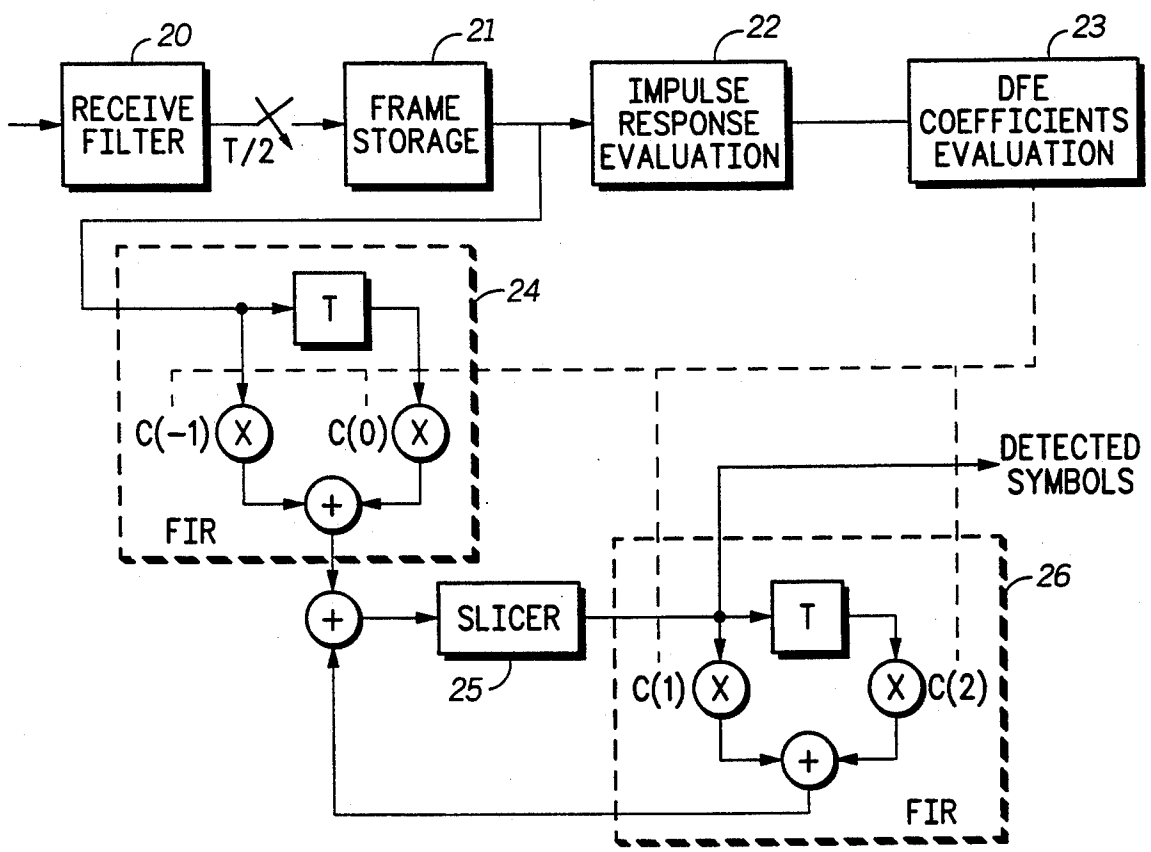 20
21
22
23
RECEIVE
FILTER
T/2
FRAME
STORAGE
IMPULSE
RESPONSE
EVALUATION
DFE
COEFFICIENTS
EVALUATION
24
T
C(-1)
X
C(0)
X
+
FIR
DETECTED
SYMBOLS
+
SLICER
25
26
T
C(1)
X
X
C(2)
+
FIR